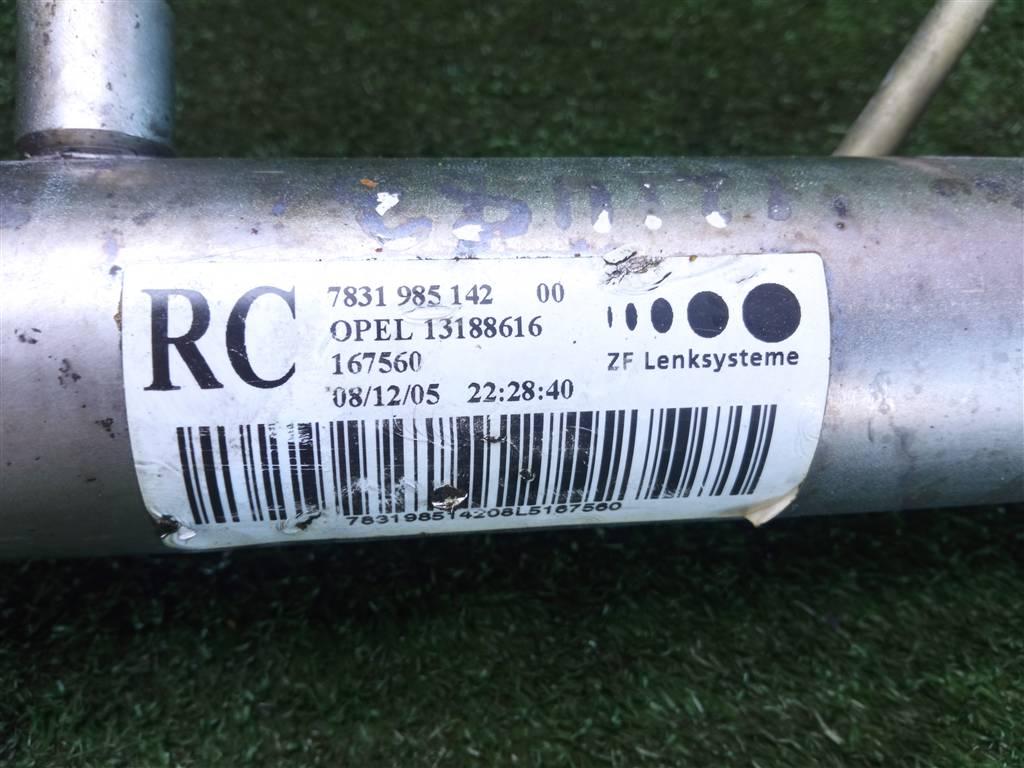 RC
7831 985 142 00
OPEL 13188616
167560
08/12/05 22:28:40
ZF Lenksysteme
783198514208L5167560